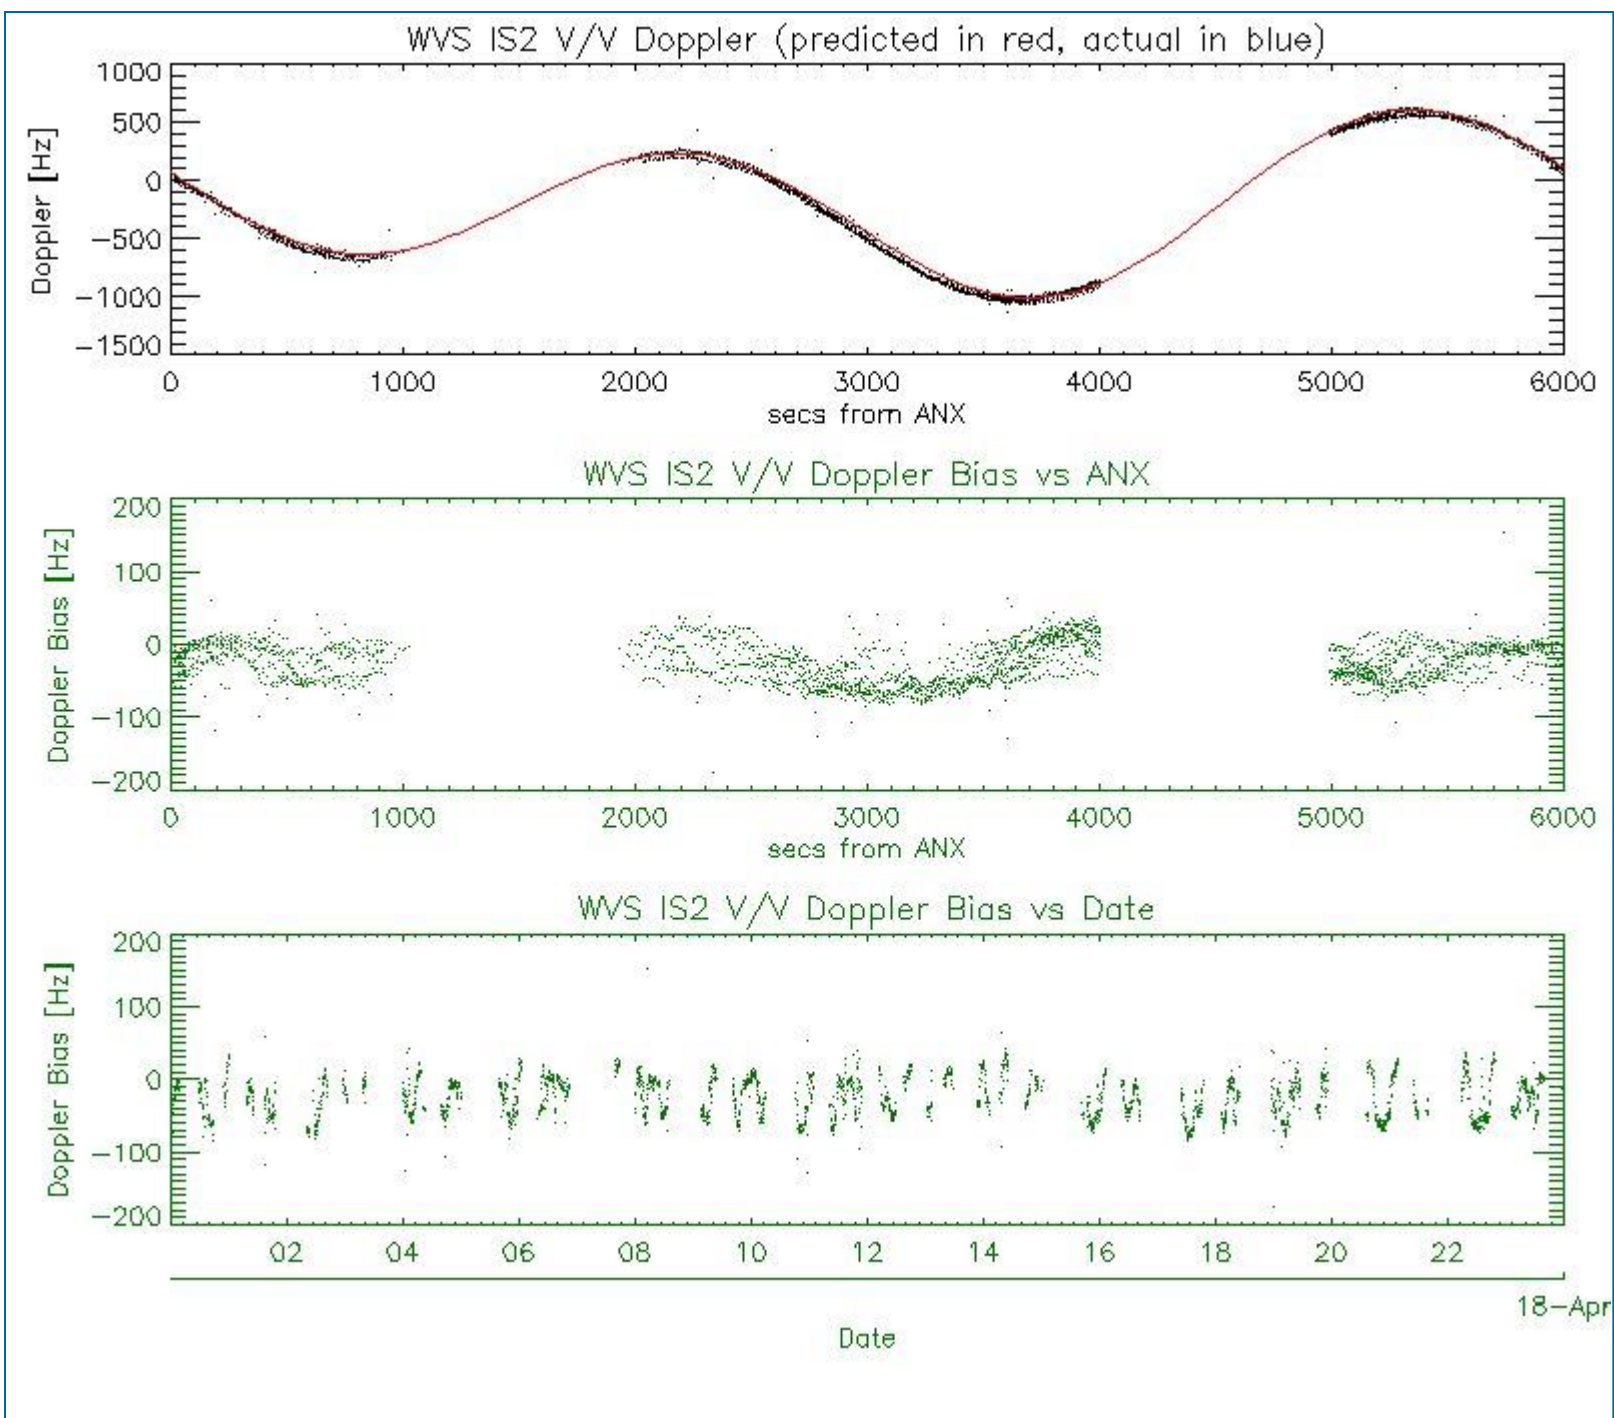 WVS IS2 V/V Doppler (predicted in red, actual in blue)
Doppler [Hz]
1000
500
0
-500
-1000
-1500
0 1000 2000 3000 4000 5000 6000
secs from ANX
WVS IS2 V/V Doppler Bias vs ANX
Doppler Bias [Hz]
200
100
0
-100
-200
0 1000 2000 3000 4000 5000 6000
secs from ANX
WVS IS2 V/V Doppler Bias vs Date
Doppler Bias [Hz]
200
100
0
-100
-200
02 04 06 08 10 12 14 16 18 20 22
18-Apr
Date